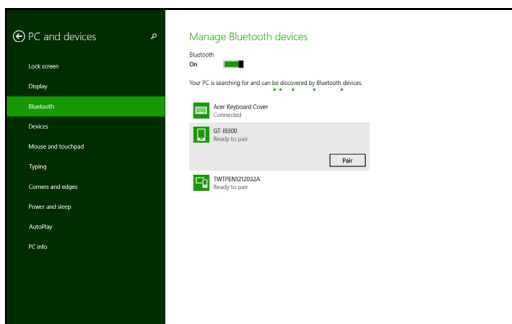 PC and devices
Lock screen
Display
Bluetooth
Devices
Mouse and touchpad
Typing
Corners and edges
Power and sleep
AutoPlay
PC info
Manage Bluetooth devices
Bluetooth
On
Your PC is searching for and can be discovered by Bluetooth devices.
Acer Keyboard Cover
Connected
GT-I9300
Ready to pair
Pair
TWTPEN1212032A
Ready to pair